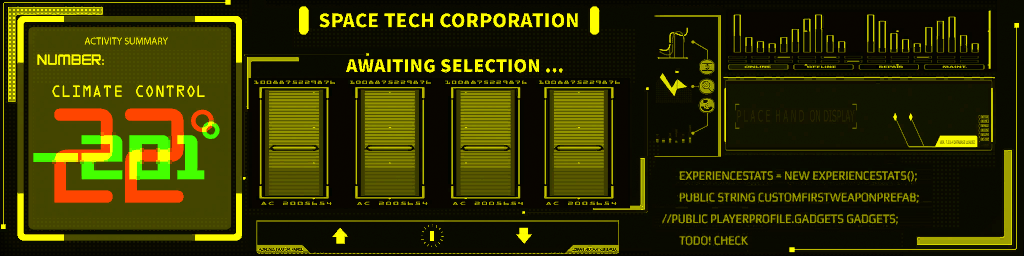 ACTIVITY SUMMARY
NUMBER:
CLIMATE CONTROL
22°
-201°
SPACE TECH CORPORATION
AWAITING SELECTION ...
AC 2005654
AC 2005654
AC 2005654
AC 2005654
ONLINE
OFFLINE
REPAIR
MAINT.
PLACE HAND ON DISPLAY
EXPERIENCESTATS = NEW EXPERIENCESTATS();
PUBLIC STRING CUSTOMFIRSTWEAPONPREFAB;
//PUBLIC PLAYERPROFILE.GADGETS GADGETS;
TODO! CHECK